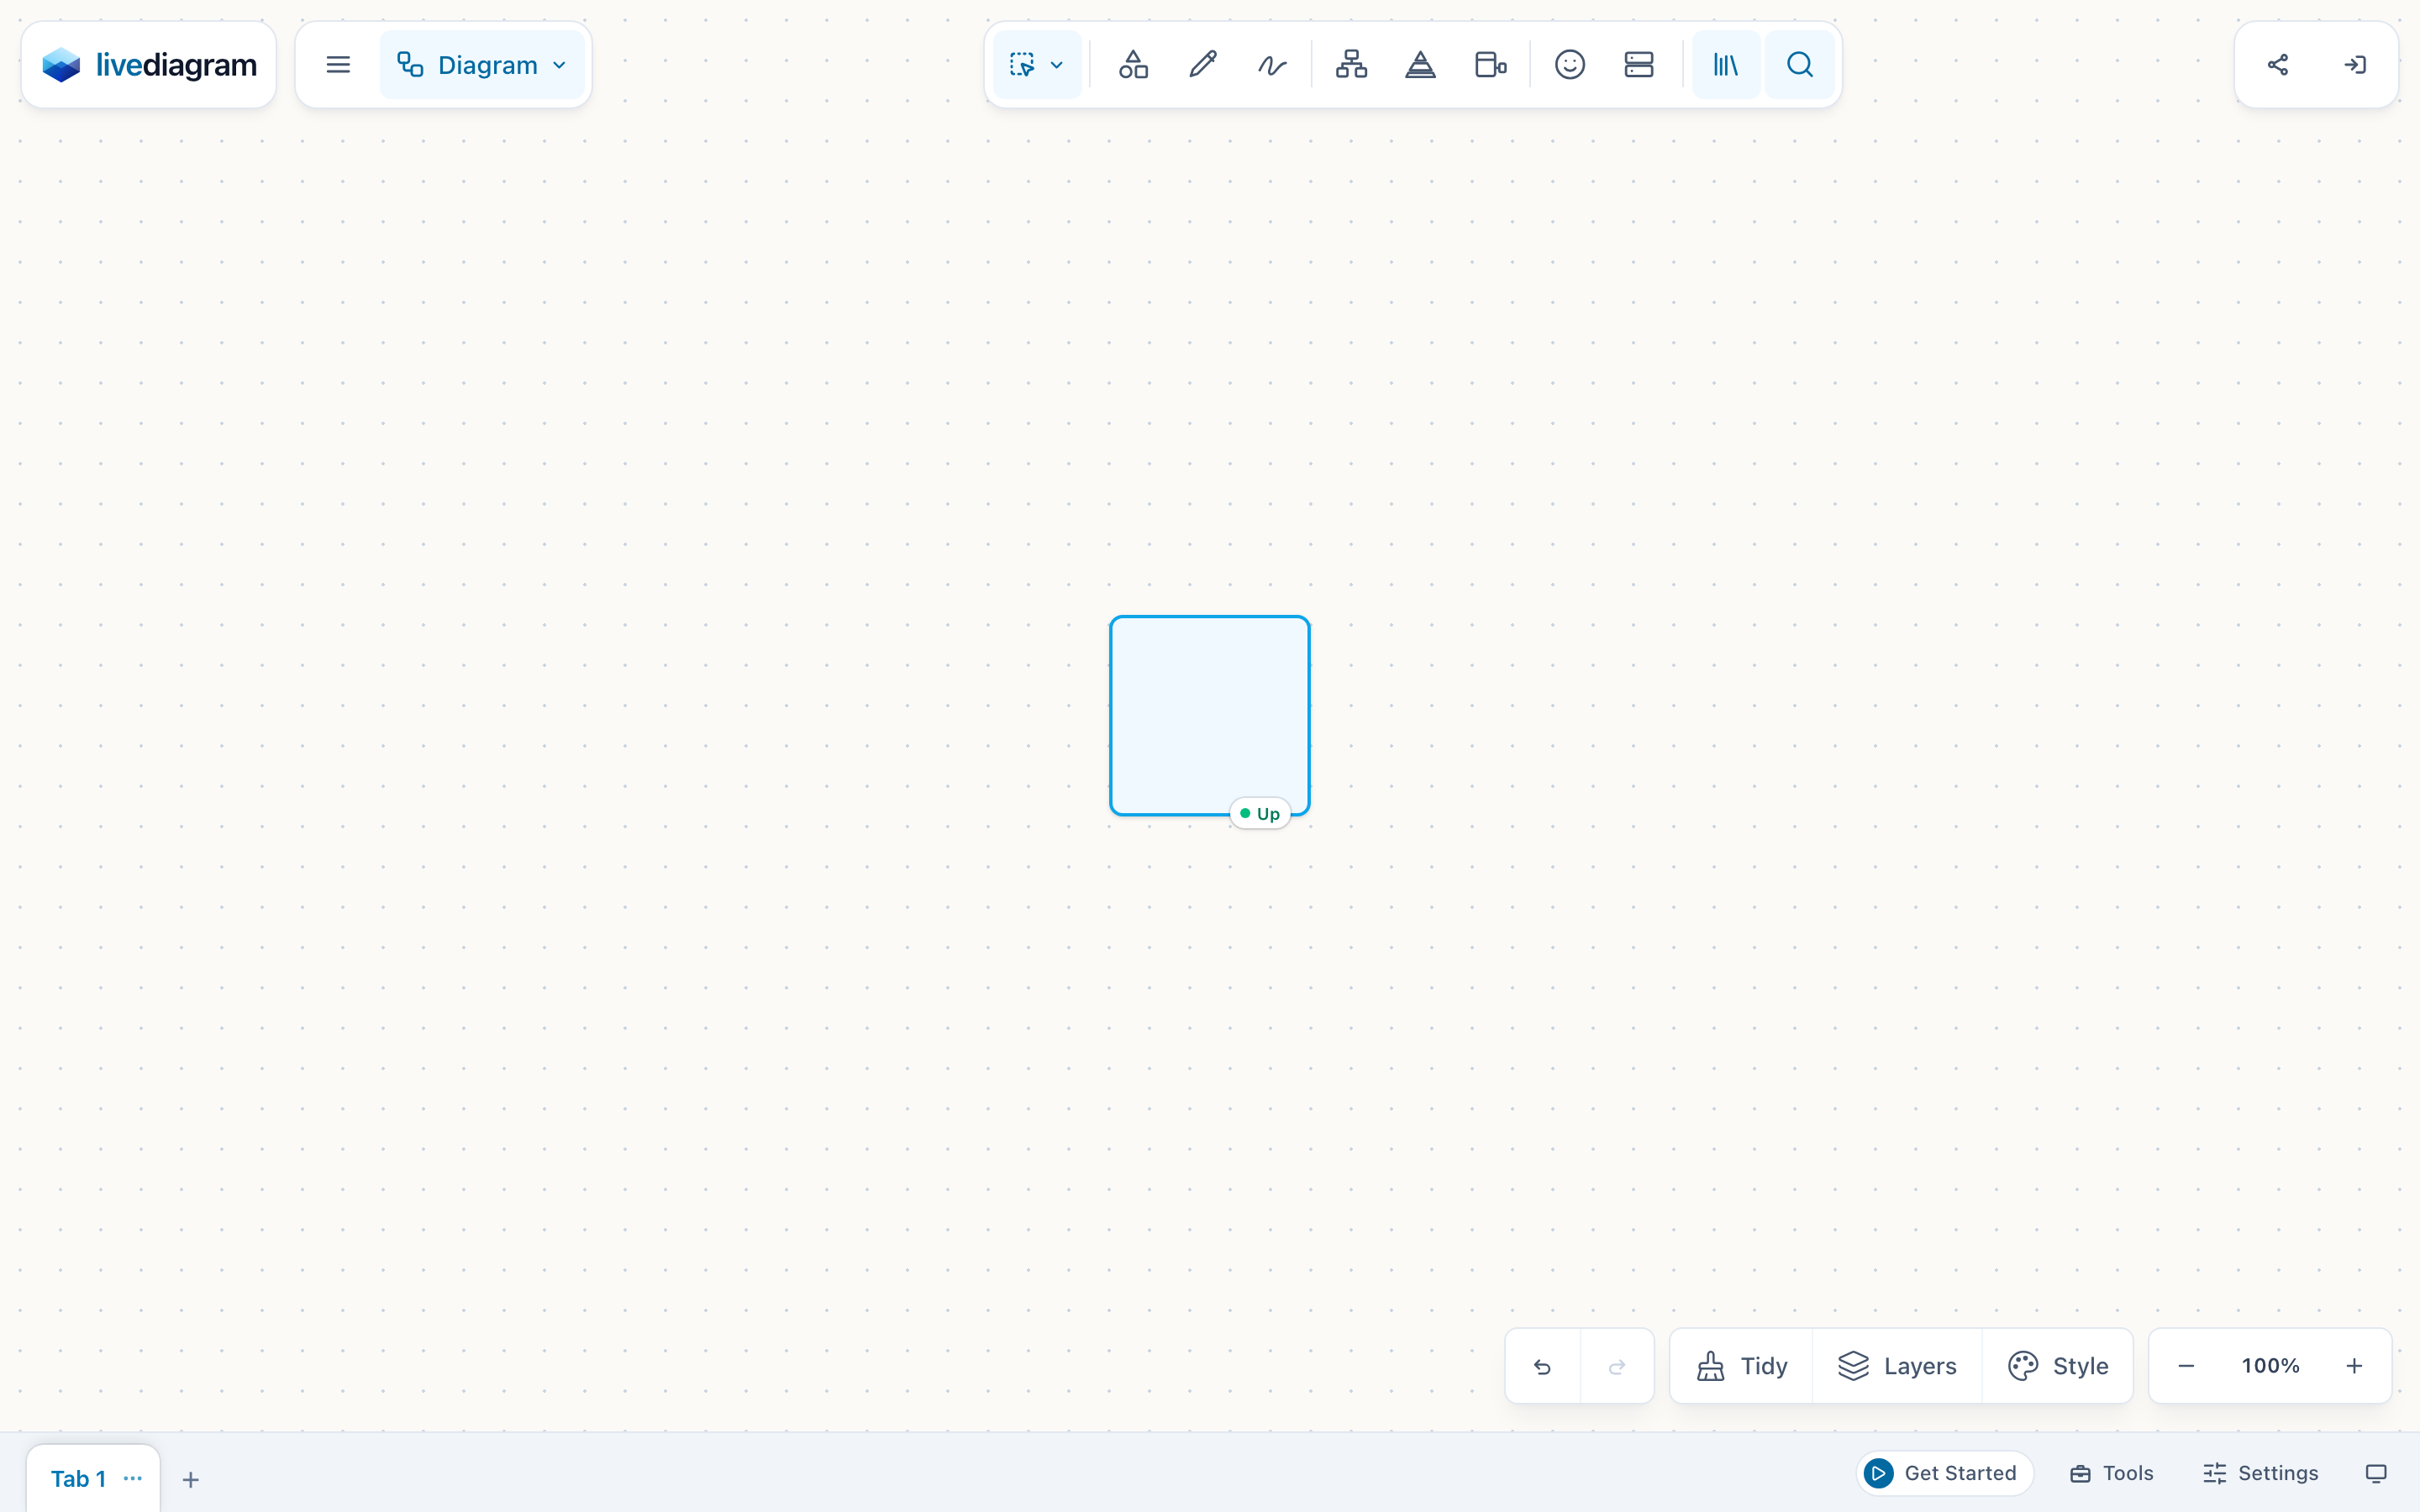 livediagram
Diagram
Up
Tidy
Layers
Style
100%
Tab 1
Get Started
Tools
Settings